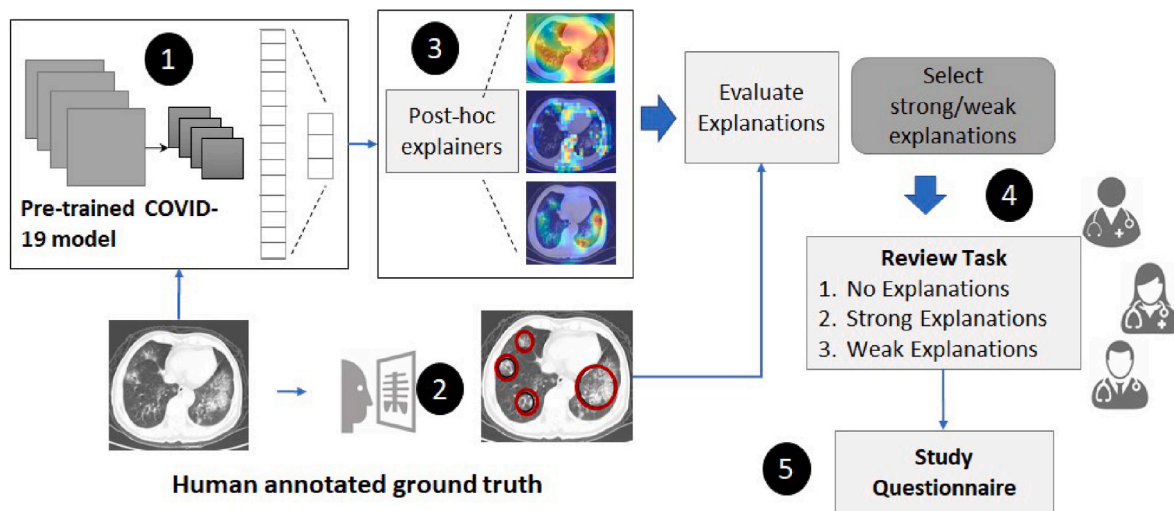 1
Pre-trained COVID-
19 model
3
Post-hoc
explainers
Evaluate
Explanations
Select
strong/weak
explanations
4
Review Task
1. No Explanations
2. Strong Explanations
3. Weak Explanations
2
Human annotated ground truth
5
Study
Questionnaire